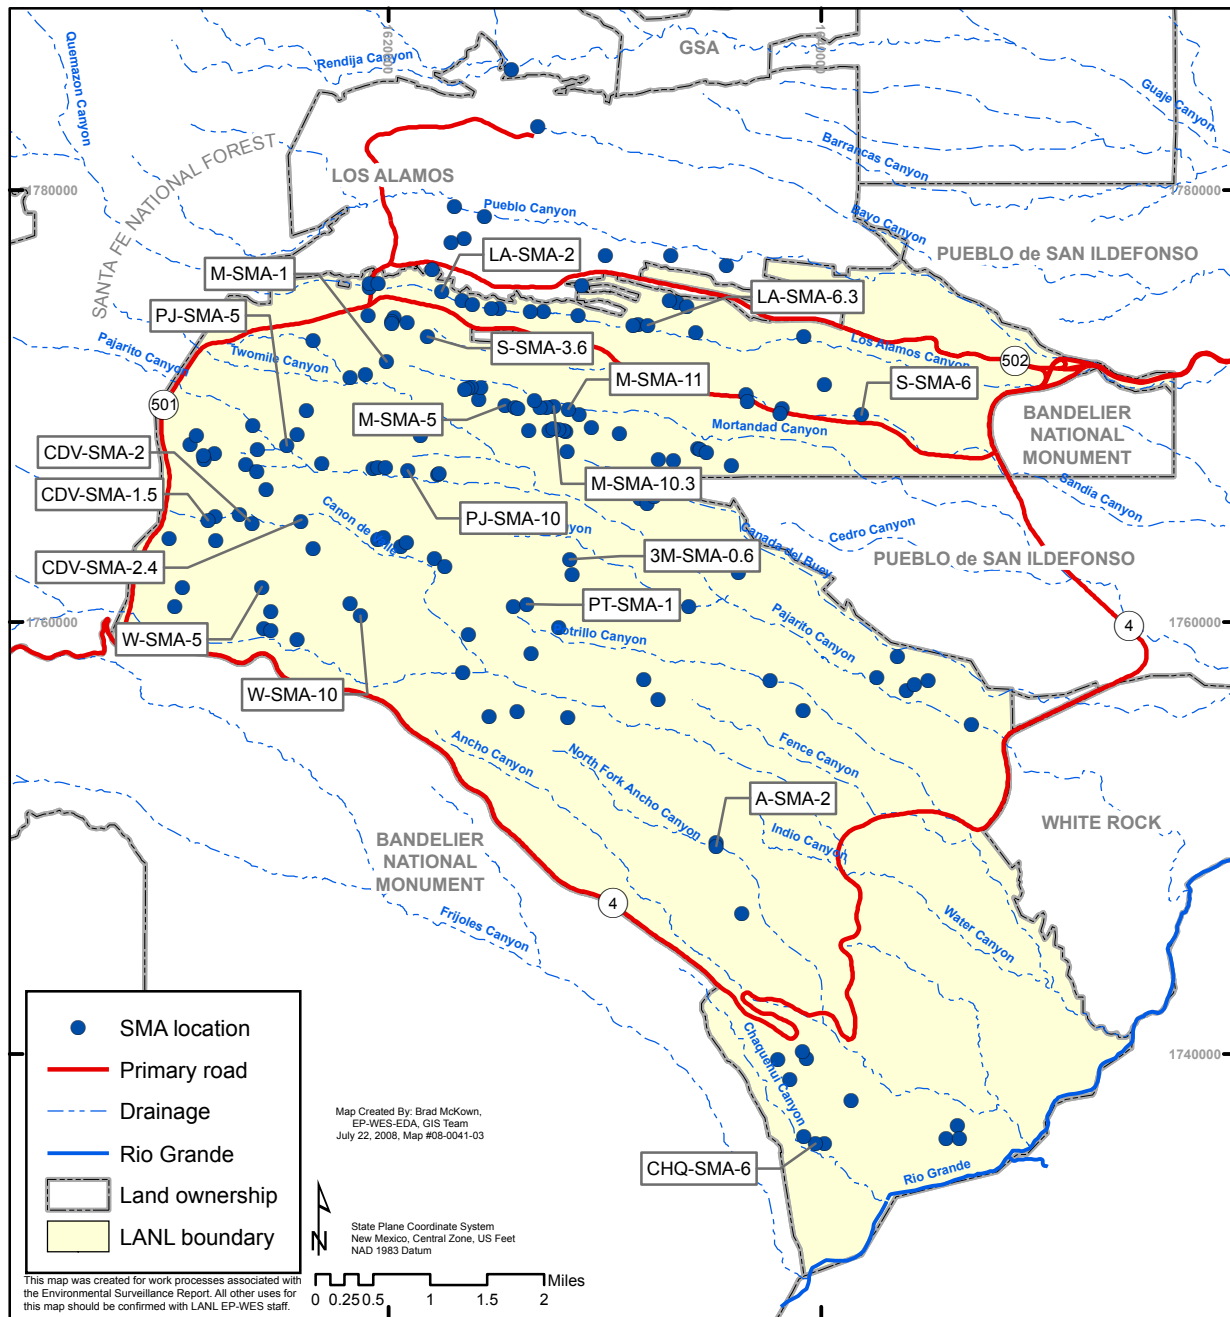 GSA
1620000
1640000
Quemazon Canyon
Rendija Canyon
Guaje Canyon
Barrancas Canyon
SANTA FE NATIONAL FOREST
LOS ALAMOS
1780000
1780000
Pueblo Canyon
Bayo Canyon
PUEBLO de SAN ILDEFONSO
LA-SMA-2
M-SMA-1
LA-SMA-6.3
PJ-SMA-5
S-SMA-3.6
Los Alamos Canyon
Pajarito Canyon
Twomile Canyon
502
M-SMA-11
S-SMA-6
501
M-SMA-5
Mortandad Canyon
BANDELIER
NATIONAL
MONUMENT
CDV-SMA-2
M-SMA-10.3
Sandia Canyon
CDV-SMA-1.5
PJ-SMA-10
Canon de Valle
Canyon
Canada del Buey
Cedro Canyon
PUEBLO de SAN ILDEFONSO
CDV-SMA-2.4
3M-SMA-0.6
PT-SMA-1
1760000
1760000
W-SMA-5
Potrillo Canyon
Pajarito Canyon
4
W-SMA-10
Ancho Canyon
North Fork Ancho Canyon
Fence Canyon
A-SMA-2
Indio Canyon
WHITE ROCK
BANDELIER
NATIONAL
MONUMENT
4
Frijoles Canyon
Water Canyon
SMA location
Primary road
Drainage
Rio Grande
Land ownership
LANL boundary
1740000
Chaquehui Canyon
Map Created By: Brad McKown,
EP-WES-EDA, GIS Team
July 22, 2008, Map #08-0041-03
CHQ-SMA-6
Rio Grande
N
State Plane Coordinate System
New Mexico, Central Zone, US Feet
NAD 1983 Datum
This map was created for work processes associated with
the Environmental Surveillance Report. All other uses for
this map should be confirmed with LANL EP-WES staff.
Miles
0 0.25 0.5 1 1.5 2